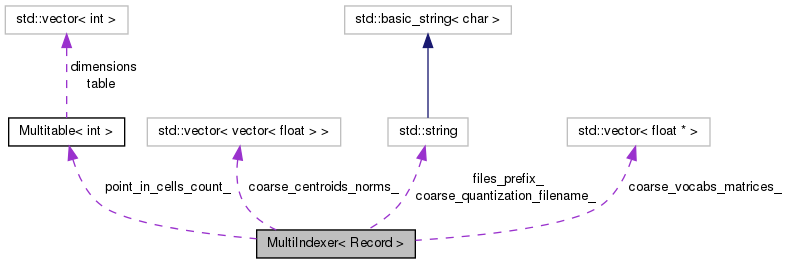 std::vector< int >
std::basic_string< char >
dimensions
table
Multitable< int >
std::vector< vector< float > >
std::string
std::vector< float * >
point_in_cells_count_
coarse_centroids_norms_
files_prefix_
coarse_quantization_filename_
coarse_vocabs_matrices_
MultiIndexer< Record >